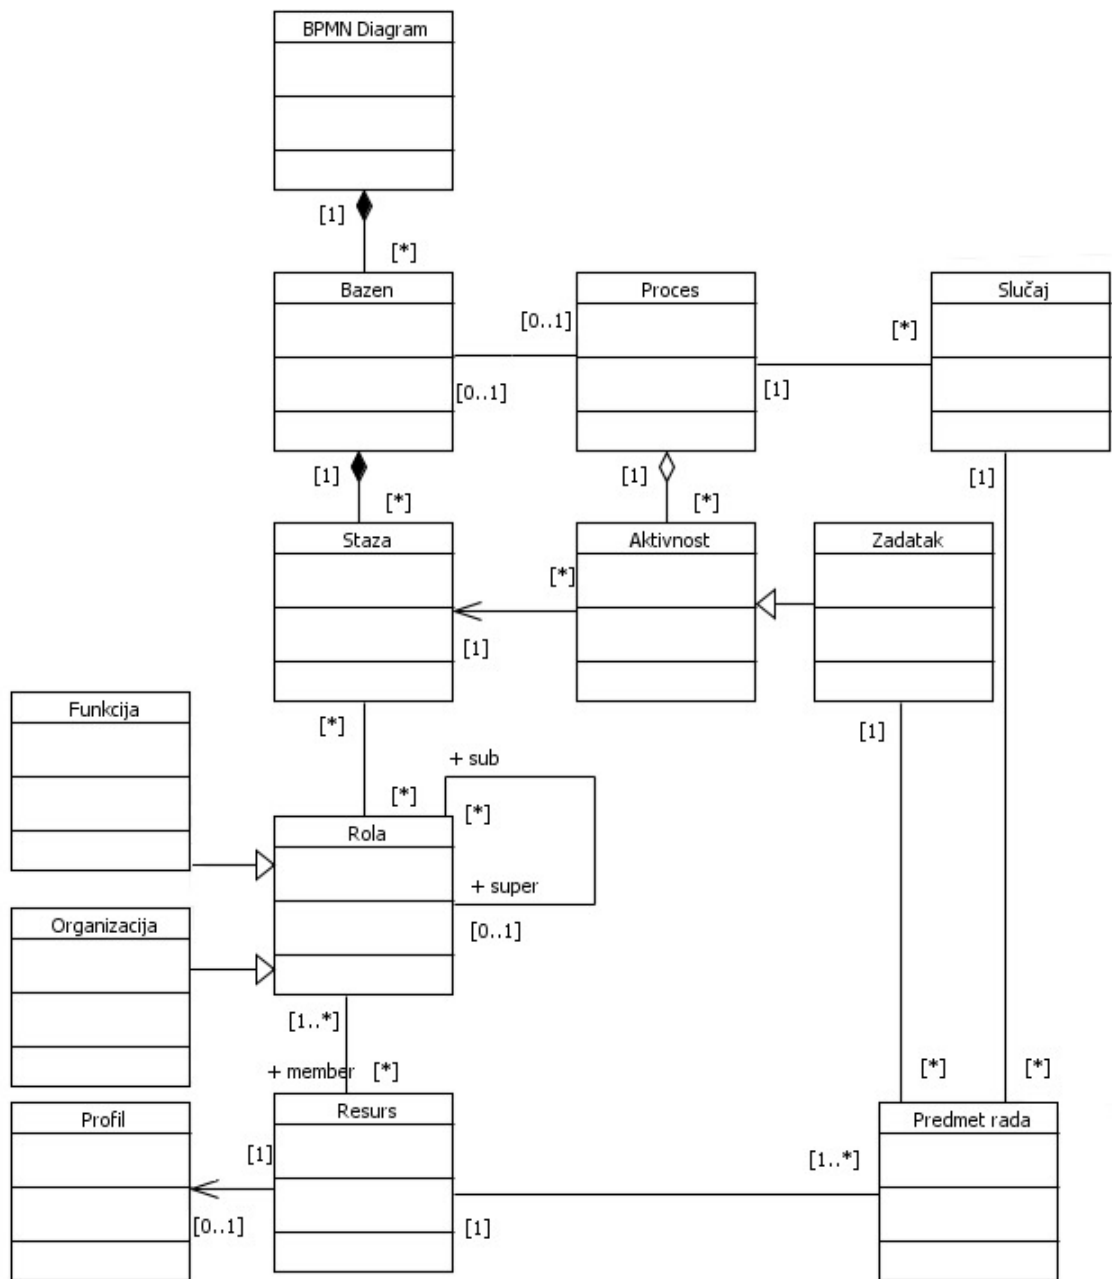 BPMN Diagram
[1]
[*]
Bazen
Proces
Slučaj
[0..1]
[*]
[0..1]
[1]
[1]
[*]
[1]
[*]
[1]
Staza
Aktivnost
Zadatak
[*]
[1]
Funkcija
[*]
[1]
+ sub
[*]
[*]
Rola
+ super
[0..1]
Organizacija
[1..*]
+ member
[*]
[*]
[*]
Profil
Resurs
Predmet rada
[1]
[1..*]
[0..1]
[1]